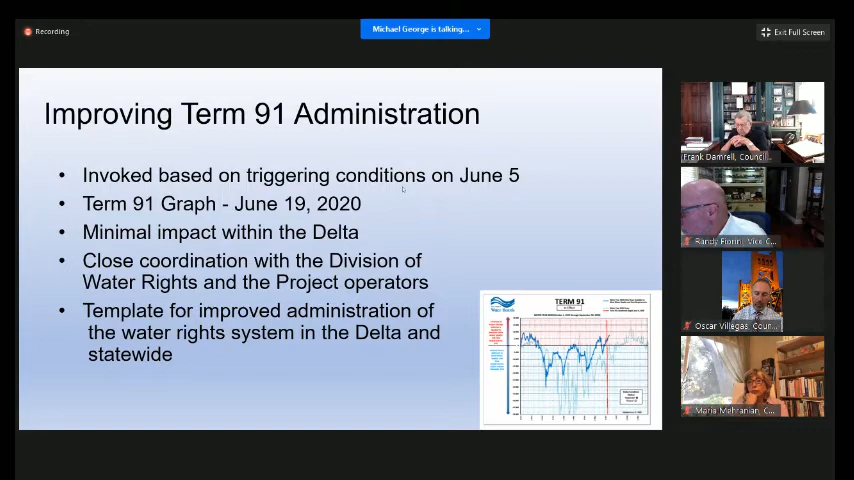 Recording
Michael George is talking...
Exit Full Screen
Improving Term 91 Administration
• Invoked based on triggering conditions on June 5
• Term 91 Graph - June 19, 2020
• Minimal impact within the Delta
• Close coordination with the Division of
Water Rights and the Project operators
• Template for improved administration of
the water rights system in the Delta and
statewide
TERM 91
Water Boards
Frank Damrell, Council...
Randy Fiorini, Vice C...
Oscar Villegas, Coun...
Maria Mehranian, C...